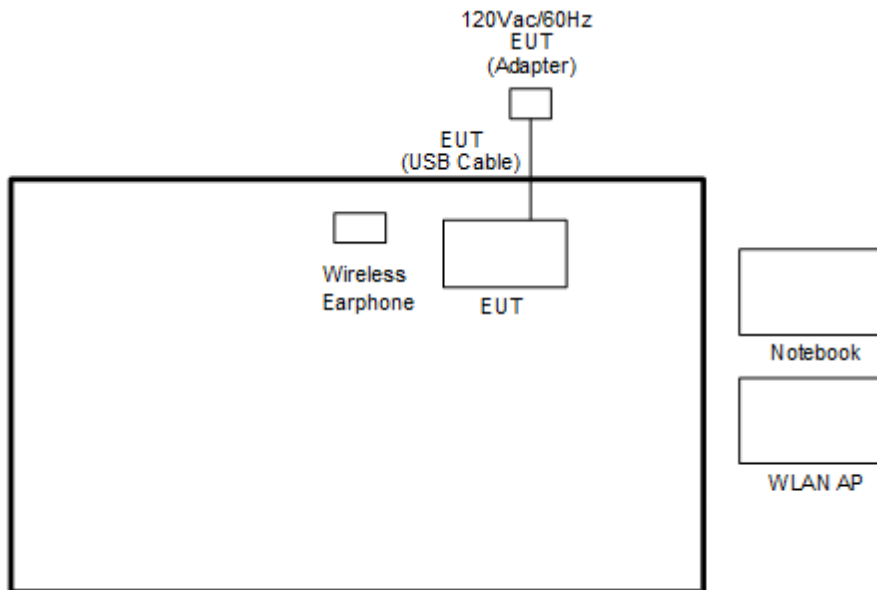 120Vac/60Hz
EUT
(Adapter)
EUT
(USB Cable)
Wireless
Earphone
EUT
Notebook
WLAN AP